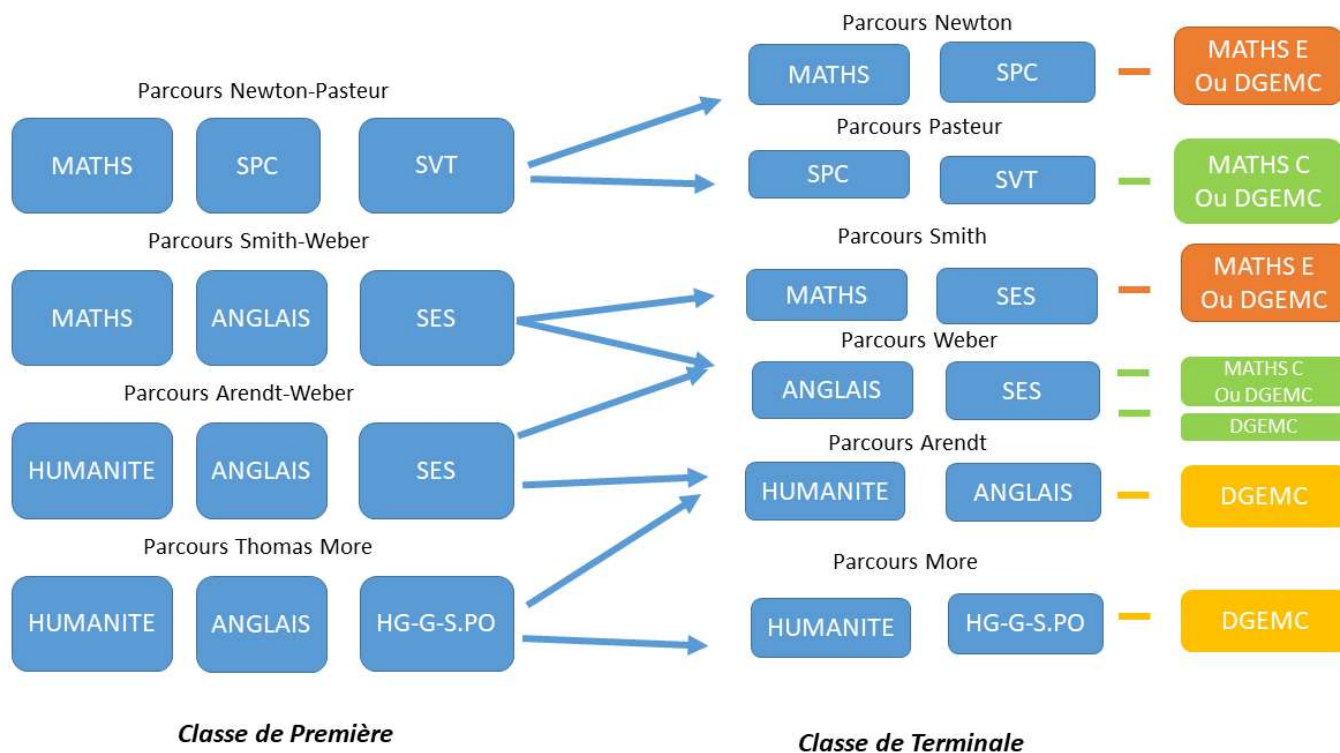 Parcours Newton-Pasteur
MATHS
SPC
SVT
Parcours Smith-Weber
MATHS
ANGLAIS
SES
Parcours Arendt-Weber
HUMANITE
ANGLAIS
SES
Parcours Thomas More
HUMANITE
ANGLAIS
HG-G-S.PO
Classe de Première
Parcours Newton
MATHS
SPC
MATHS E
Ou DGEMC
Parcours Pasteur
SPC
SVT
MATHS C
Ou DGEMC
Parcours Smith
MATHS
SES
MATHS E
Ou DGEMC
Parcours Weber
ANGLAIS
SES
MATHS C
Ou DGEMC
DGEMC
Parcours Arendt
HUMANITE
ANGLAIS
DGEMC
Parcours More
HUMANITE
HG-G-S.PO
DGEMC
Classe de Terminale